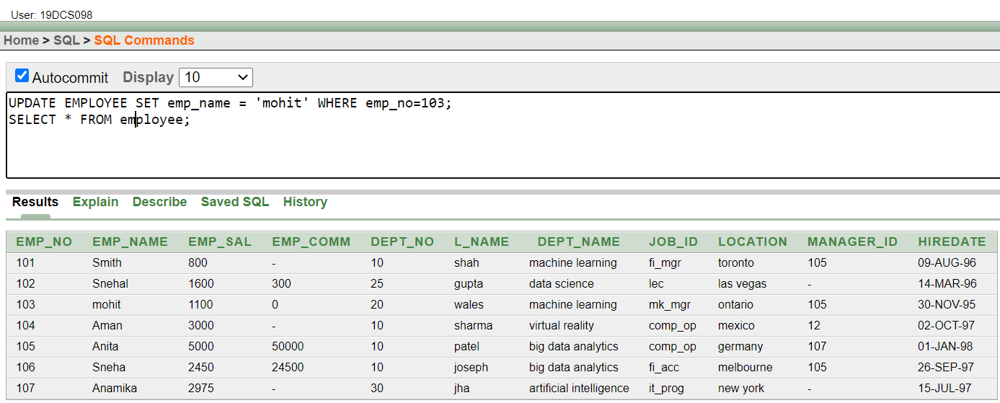 User: 19DCS098
Home > SQL > SQL Commands
Autocommit Display 10
UPDATE EMPLOYEE SET emp_name = 'mohit' WHERE emp_no=103;
SELECT * FROM employee;
Results Explain Describe Saved SQL History
EMP_NO EMP_NAME EMP_SAL EMP_COMM DEPT_NO L_NAME DEPT_NAME JOB_ID LOCATION MANAGER_ID HIREDATE
101 Smith 800 - 10 shah machine learning fi_mgr toronto 105 09-AUG-96
102 Snehal 1600 300 25 gupta data science lec las vegas - 14-MAR-96
103 mohit 1100 0 20 wales machine learning mk_mgr ontario 105 30-NOV-95
104 Aman 3000 - 10 sharma virtual reality comp_op mexico 12 02-OCT-97
105 Anita 5000 50000 10 patel big data analytics comp_op germany 107 01-JAN-98
106 Sneha 2450 24500 10 joseph big data analytics fi_acc melbourne 105 26-SEP-97
107 Anamika 2975 - 30 jha artificial intelligence it_prog new york - 15-JUL-97